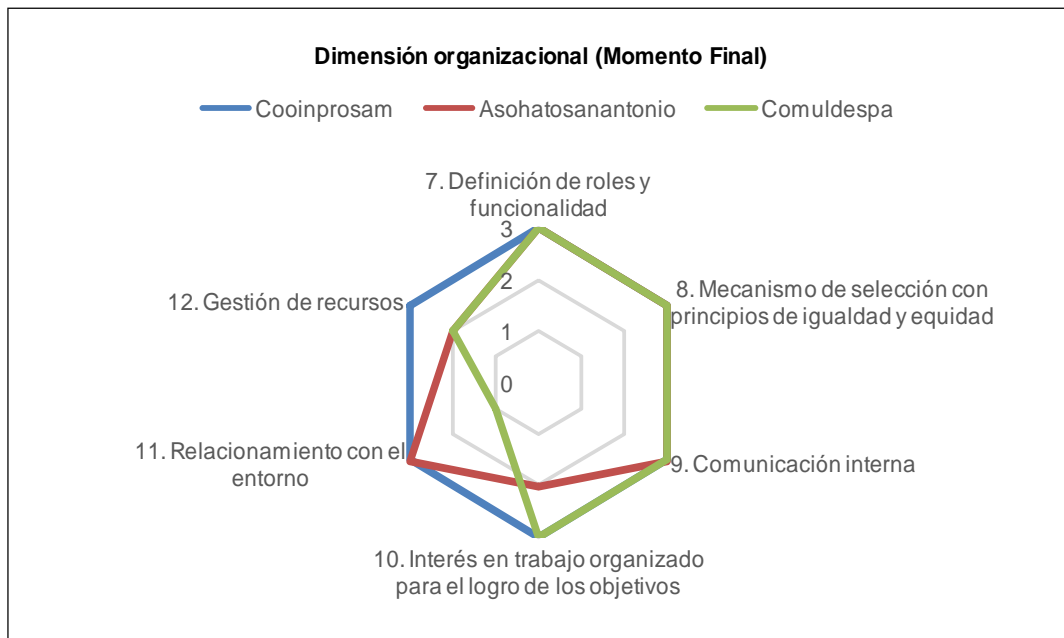 Dimensión organizacional (Momento Final)
Cooinprosam Asohatosanantonio Comuldespa
7. Definición de roles y
funcionalidad
3
2
1
0
8. Mecanismo de selección con
principios de igualdad y equidad
9. Comunicación interna
10. Interés en trabajo organizado
para el logro de los objetivos
11. Relacionamiento con el
entorno
12. Gestión de recursos